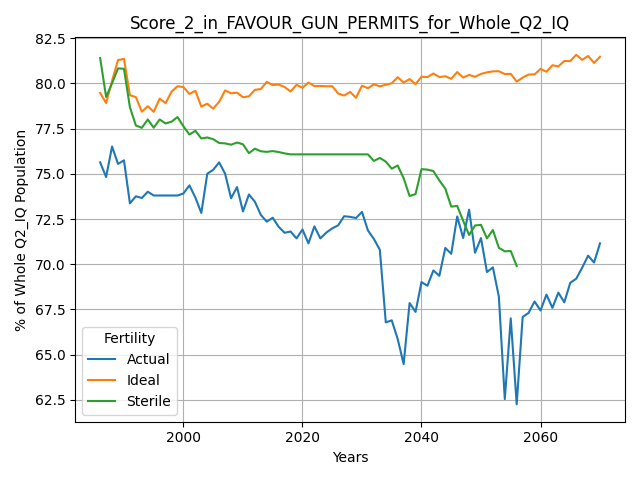 Score_2_in_FAVOUR_GUN_PERMITS_for_Whole_Q2_IQ
82.5
80.0
77.5
75.0
72.5
70.0
67.5
65.0
62.5
% of Whole Q2_IQ Population
Fertility
Actual
Ideal
Sterile
2000
2020
2040
2060
Years